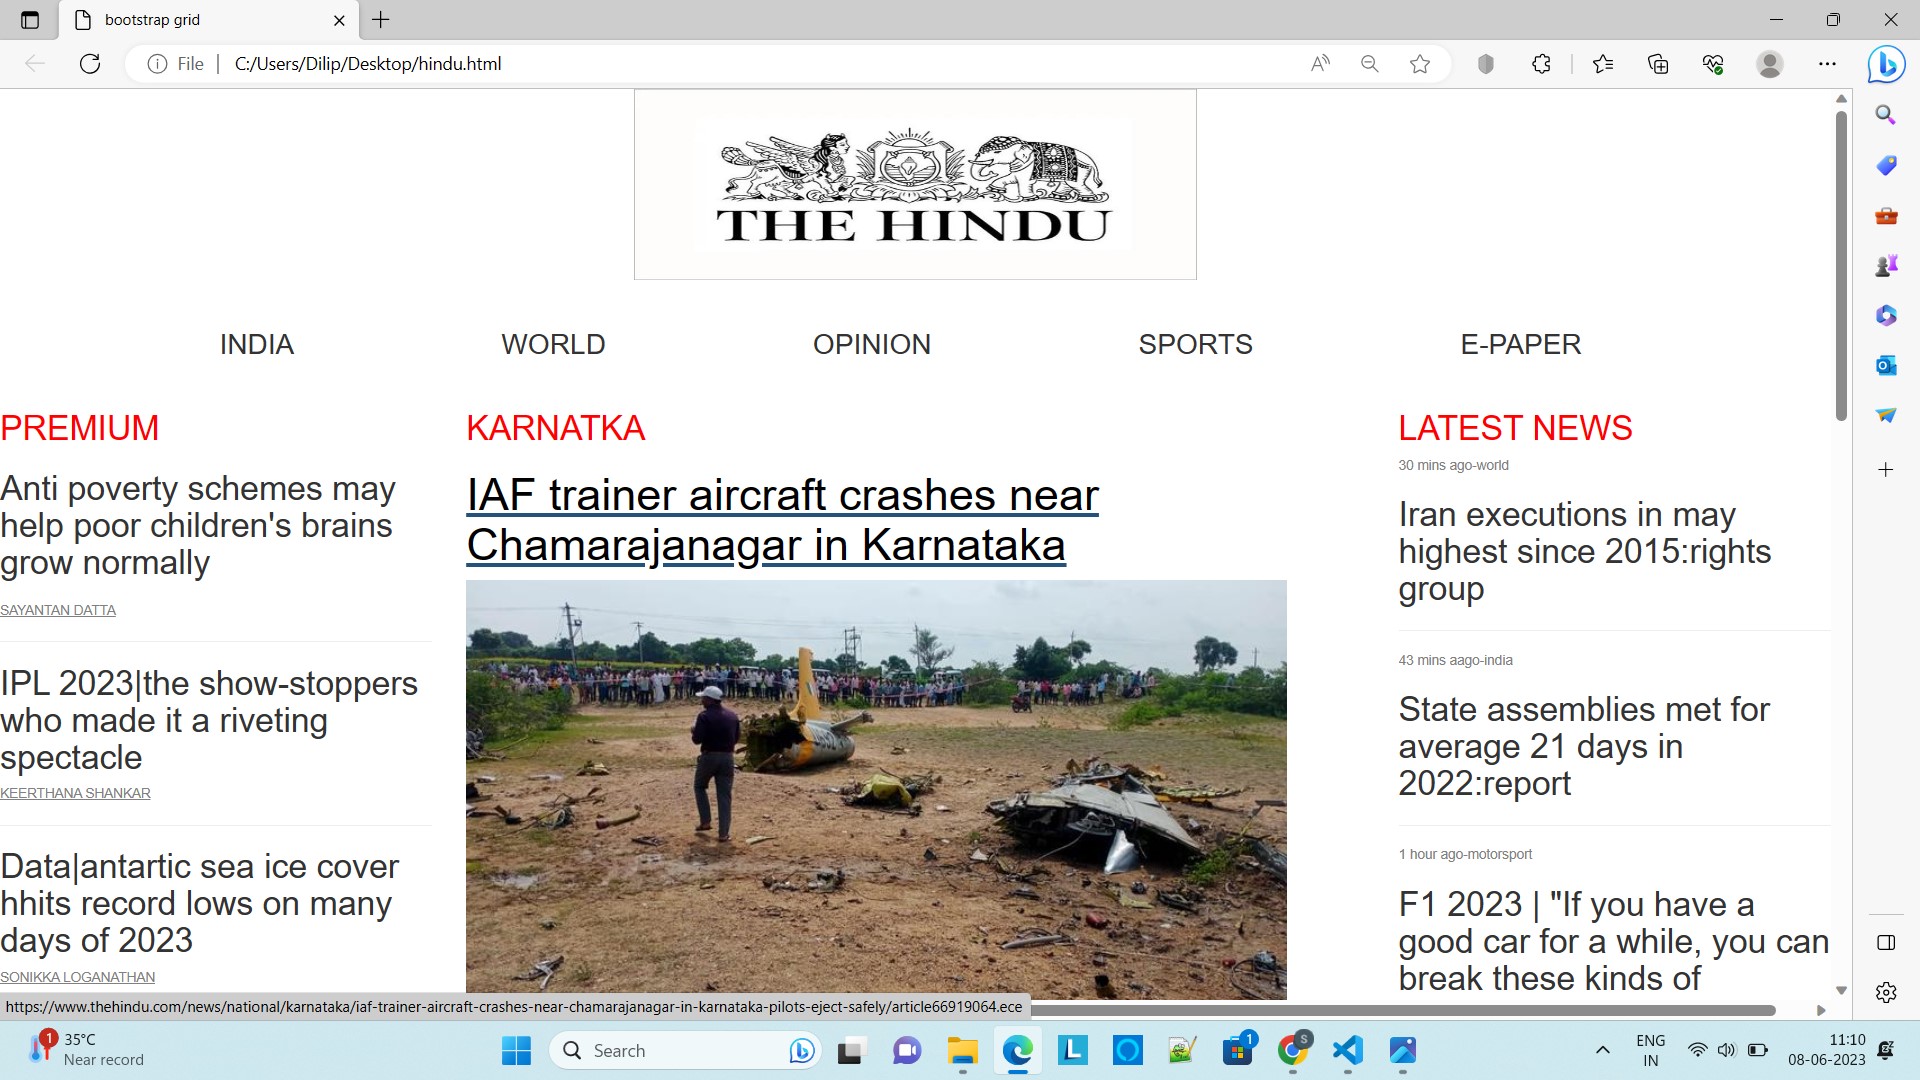 bootstrap grid
File
C:/Users/Dilip/Desktop/hindu.html
THE HINDU
INDIA
WORLD
OPINION
SPORTS
E-PAPER
PREMIUM
Anti poverty schemes may
help poor children's brains
grow normally
SAYANTAN DATTA
IPL 2023|the show-stoppers
who made it a riveting
spectacle
KEERTHANA SHANKAR
Data|antartic sea ice cover
hhits record lows on many
days of 2023
SONIKKA LOGANATHAN
KARNATKA
IAF trainer aircraft crashes near
Chamarajanagar in Karnataka
LATEST NEWS
30 mins ago-world
Iran executions in may
highest since 2015:rights
group
43 mins aago-india
State assemblies met for
average 21 days in
2022:report
1 hour ago-motorsport
F1 2023 | "If you have a
good car for a while, you can
break these kinds of
https://www.thehindu.com/news/national/karnataka/iaf-trainer-aircraft-crashes-near-chamarajanagar-in-karnataka-pilots-eject-safely/article66919064.ece
1
35°C
Near record
Search
L
1
S
ENG
IN
11:10
08-06-2023